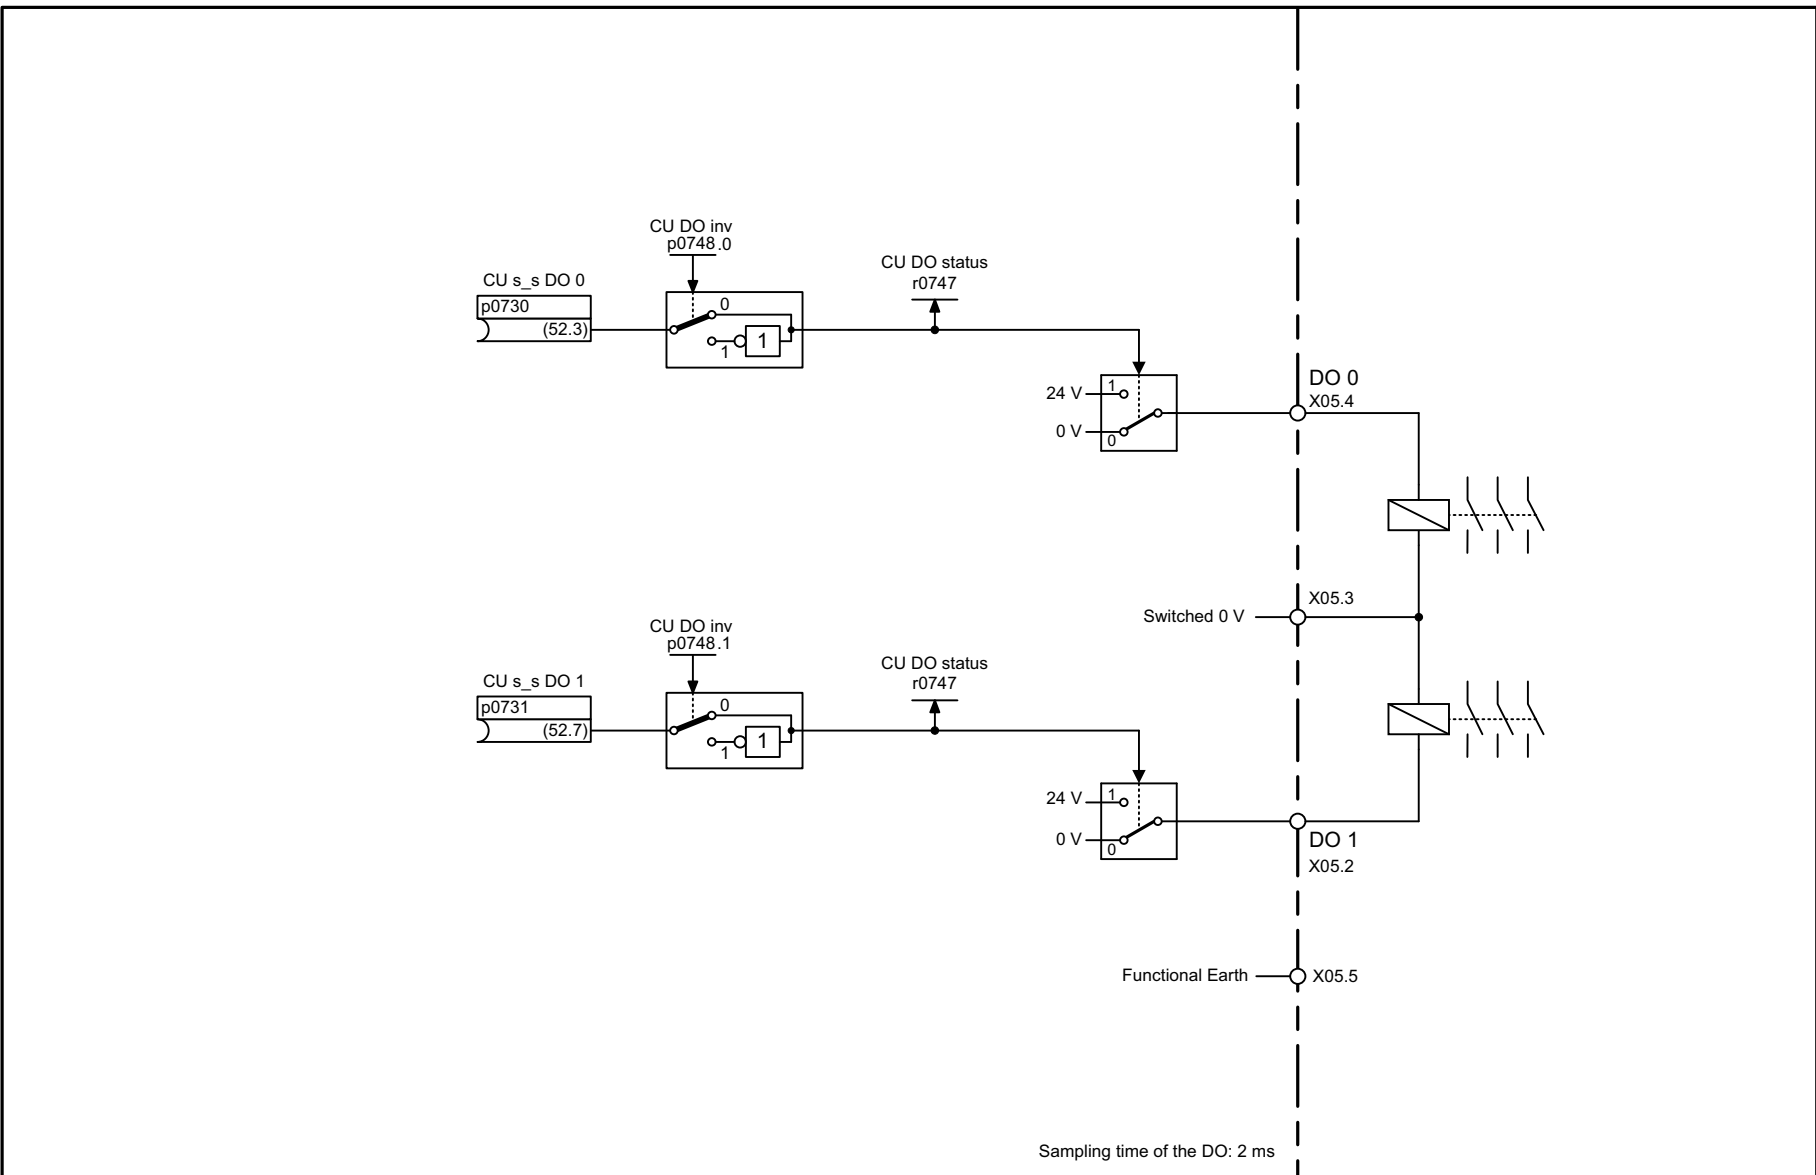 CU DO inv
p0748.0
CU s_s DO 0
p0730
(52.3)
0
1
1
CU DO status
r0747
24 V
1
0 V
0
DO 0
X05.4
Switched 0 V
X05.3
CU DO inv
p0748.1
CU s_s DO 1
p0731
(52.7)
0
1
1
CU DO status
r0747
24 V
1
0 V
0
DO 1
X05.2
Functional Earth
X05.5
Sampling time of the DO: 2 ms